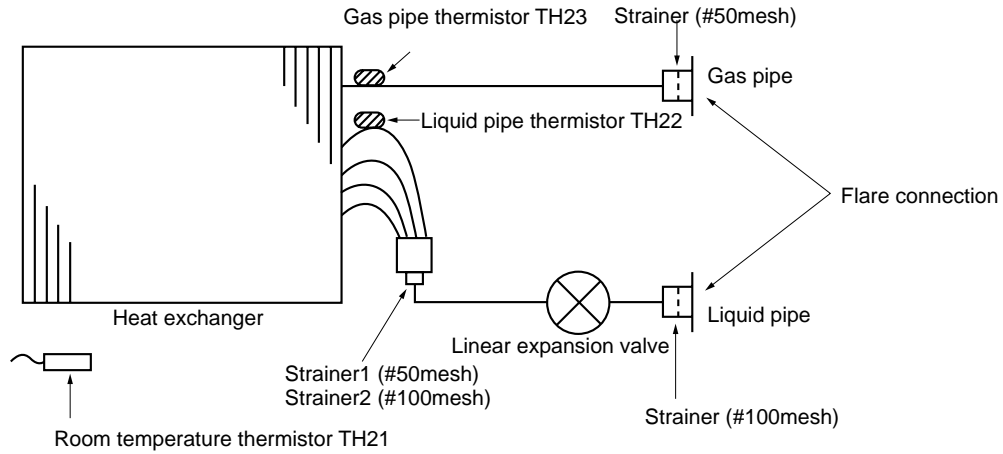 Gas pipe thermistor TH23
Strainer (#50mesh)
Gas pipe
Liquid pipe thermistor TH22
Flare connection
Heat exchanger
Liquid pipe
Linear expansion valve
Strainer1 (#50mesh)
Strainer2 (#100mesh)
Strainer (#100mesh)
Room temperature thermistor TH21